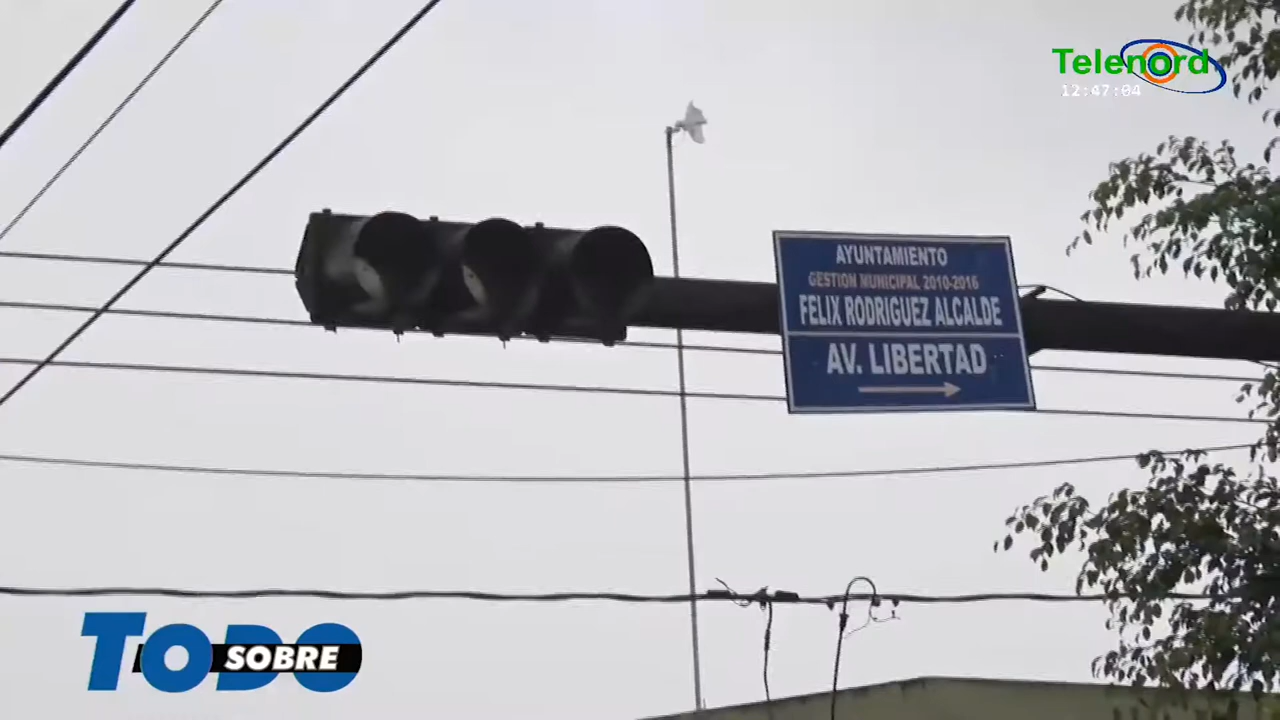 Telenord
12:47:04
AYUNTAMIENTO
GESTION MUNICIPAL 2010-2016
FELIX RODRIGUEZ ALCALDE
AV. LIBERTAD
TODO
SOBRE